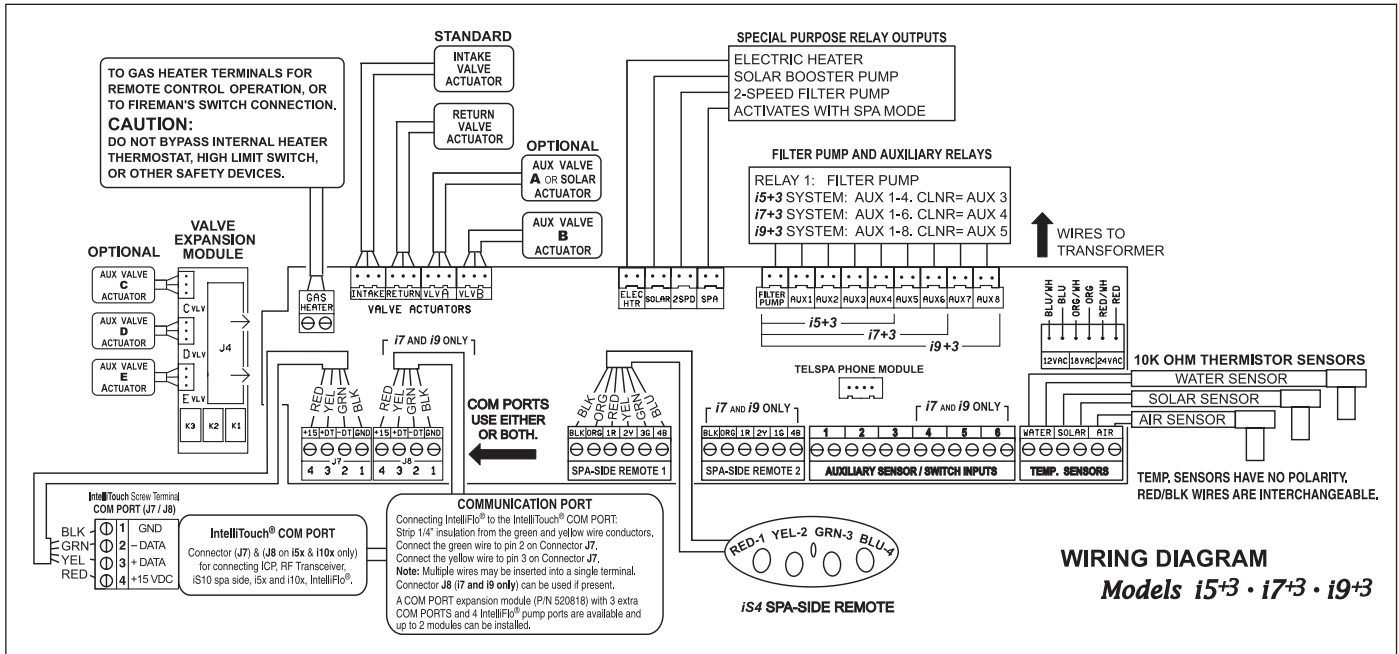 STANDARD
INTAKE
VALVE
ACTUATOR
RETURN
VALVE
ACTUATOR
OPTIONAL
AUX VALVE
A OR SOLAR
ACTUATOR
AUX VALVE
B
ACTUATOR
TO GAS HEATER TERMINALS FOR
REMOTE CONTROL OPERATION, OR
TO FIREMAN'S SWITCH CONNECTION.
CAUTION:
DO NOT BYPASS INTERNAL HEATER
THERMOSTAT, HIGH LIMIT SWITCH,
OR OTHER SAFETY DEVICES.
SPECIAL PURPOSE RELAY OUTPUTS
ELECTRIC HEATER
SOLAR BOOSTER PUMP
2-SPEED FILTER PUMP
ACTIVATES WITH SPA MODE
FILTER PUMP AND AUXILIARY RELAYS
RELAY 1: FILTER PUMP
i5+3 SYSTEM: AUX 1-4. CLNR= AUX 3
i7+3 SYSTEM: AUX 1-6. CLNR= AUX 4
i9+3 SYSTEM: AUX 1-8. CLNR= AUX 5
WIRES TO
TRANSFORMER
VALVE
EXPANSION
MODULE
OPTIONAL
AUX VALVE
C
ACTUATOR
AUX VALVE
D
ACTUATOR
AUX VALVE
E
ACTUATOR
C VLV
D VLV
E VLV
J4
K3 K2 K1
GAS
HEATER
INTAKE RETURN VLV A VLV B
VALVE ACTUATORS
ELEC
HTR SOLAR 2SPD SPA
FILTER
PUMP AUX1 AUX2 AUX3 AUX4 AUX5 AUX6 AUX7 AUX8
i5+3
i7+3
i9+3
BLU/WH BLU ORG/WH ORG RED/WH RED
12VAC 18VAC 24VAC
10K OHM THERMISTOR SENSORS
WATER SENSOR
SOLAR SENSOR
AIR SENSOR
TELSPA PHONE MODULE
i7 AND i9 ONLY
RED YEL GRN BLK
RED YEL GRN BLK
+15 +DT -DT GND
J7
4 3 2 1
+15 +DT -DT GND
J8
4 3 2 1
COM PORTS
USE EITHER
OR BOTH.
BLK ORG RED YEL GRN BLU
BLK ORG 1R 2Y 3G 4B
SPA-SIDE REMOTE 1
i7 AND i9 ONLY
BLK ORG 1R 2Y 1G 4B
SPA-SIDE REMOTE 2
i7 AND i9 ONLY
1 2 3 4 5 6
AUXILIARY SENSOR / SWITCH INPUTS
WATER SOLAR AIR
TEMP. SENSORS
TEMP. SENSORS HAVE NO POLARITY.
RED/BLK WIRES ARE INTERCHANGEABLE.
IntelliTouch Screw Terminal
COM PORT (J7 / J8)
BLK 1 GND
GRN 2 – DATA
YEL 3 + DATA
RED 4 +15 VDC
IntelliTouch® COM PORT
Connector (J7) & (J8 on i5x & i10x only)
for connecting ICP, RF Transceiver,
iS10 spa side, i5x and i10x, IntelliFlo®.
COMMUNICATION PORT
Connecting IntelliFlo® to the IntelliTouch® COM PORT:
Strip 1/4" insulation from the green and yellow wire conductors.
Connect the green wire to pin 2 on Connector J7.
Connect the yellow wire to pin 3 on Connector J7.
Note: Multiple wires may be inserted into a single terminal.
Connector J8 (i7 and i9 only) can be used if present.
A COM PORT expansion module (P/N 520818) with 3 extra
COM PORTS and 4 IntelliFlo® pump ports are available and
up to 2 modules can be installed.
RED-1 YEL-2 GRN-3 BLU-4
iS4 SPA-SIDE REMOTE
WIRING DIAGRAM
Models i5+3 · i7+3 · i9+3